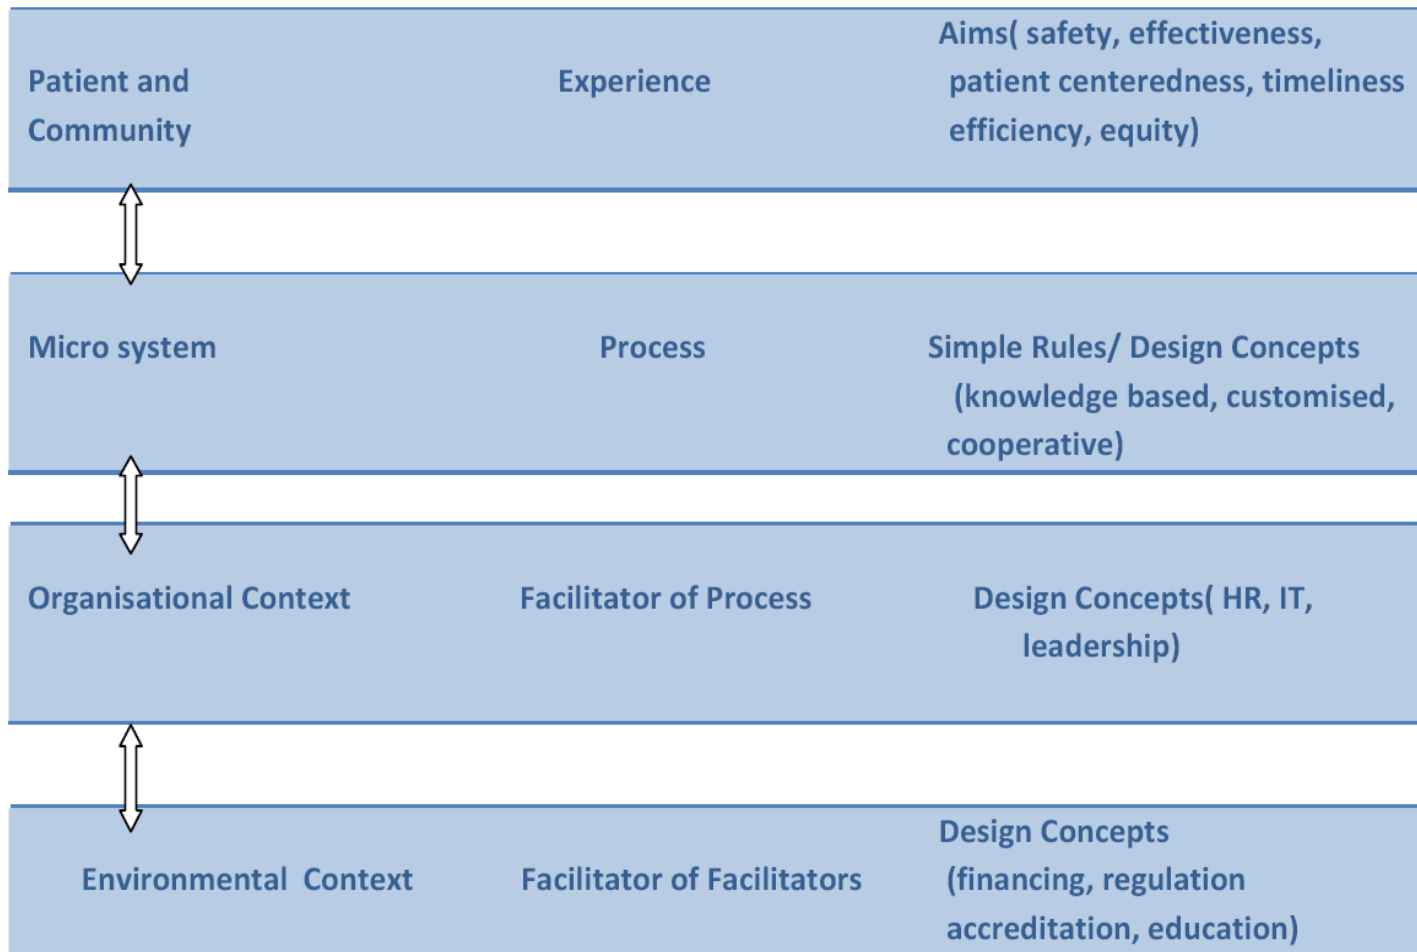 Patient and
Community
Experience
Aims( safety, effectiveness,
patient centeredness, timeliness
efficiency, equity)
Micro system
Process
Simple Rules/ Design Concepts
(knowledge based, customised,
cooperative)
Organisational Context
Facilitator of Process
Design Concepts( HR, IT,
leadership)
Environmental  Context
Facilitator of Facilitators
Design Concepts
(financing, regulation
accreditation, education)